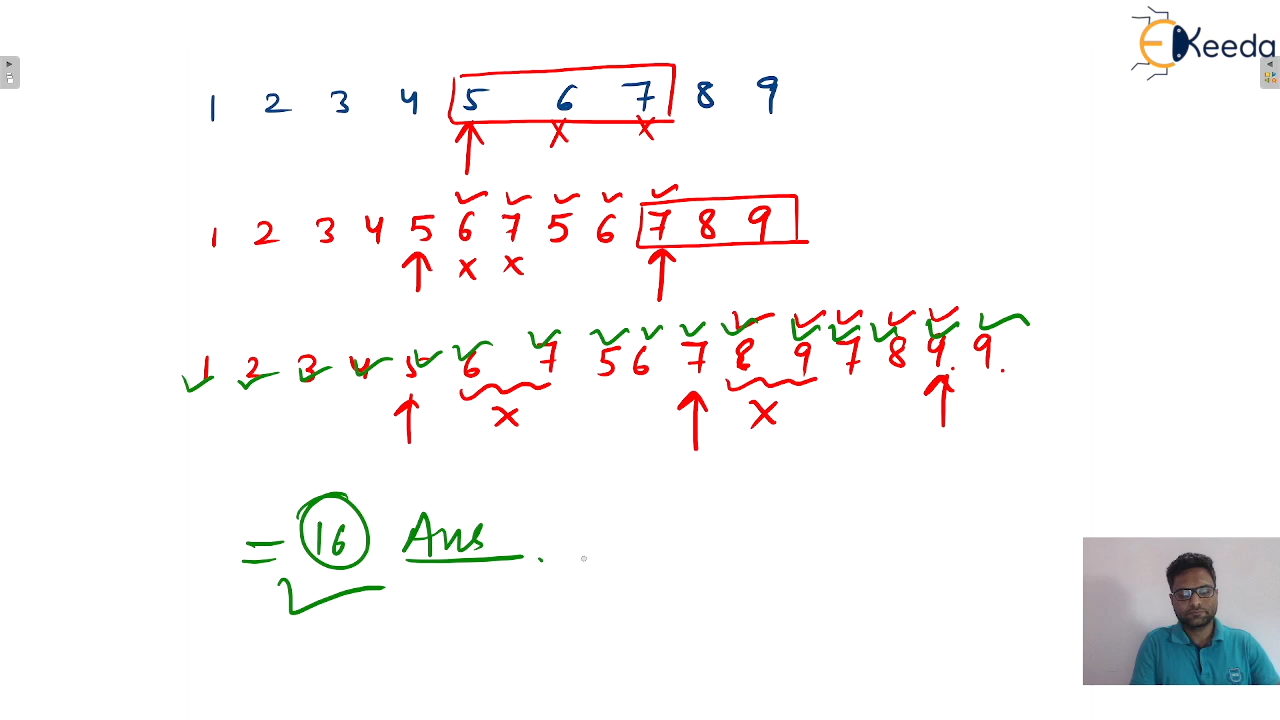 EKeeda
1 2 3 4 5 6 7 8 9
x x
1 2 3 4 5 6 7 5 6 7 8 9
x x
1 2 3 4 5 6 7 5 6 7 8 9 7 8 9. 9.
x x
= 16 Ans.